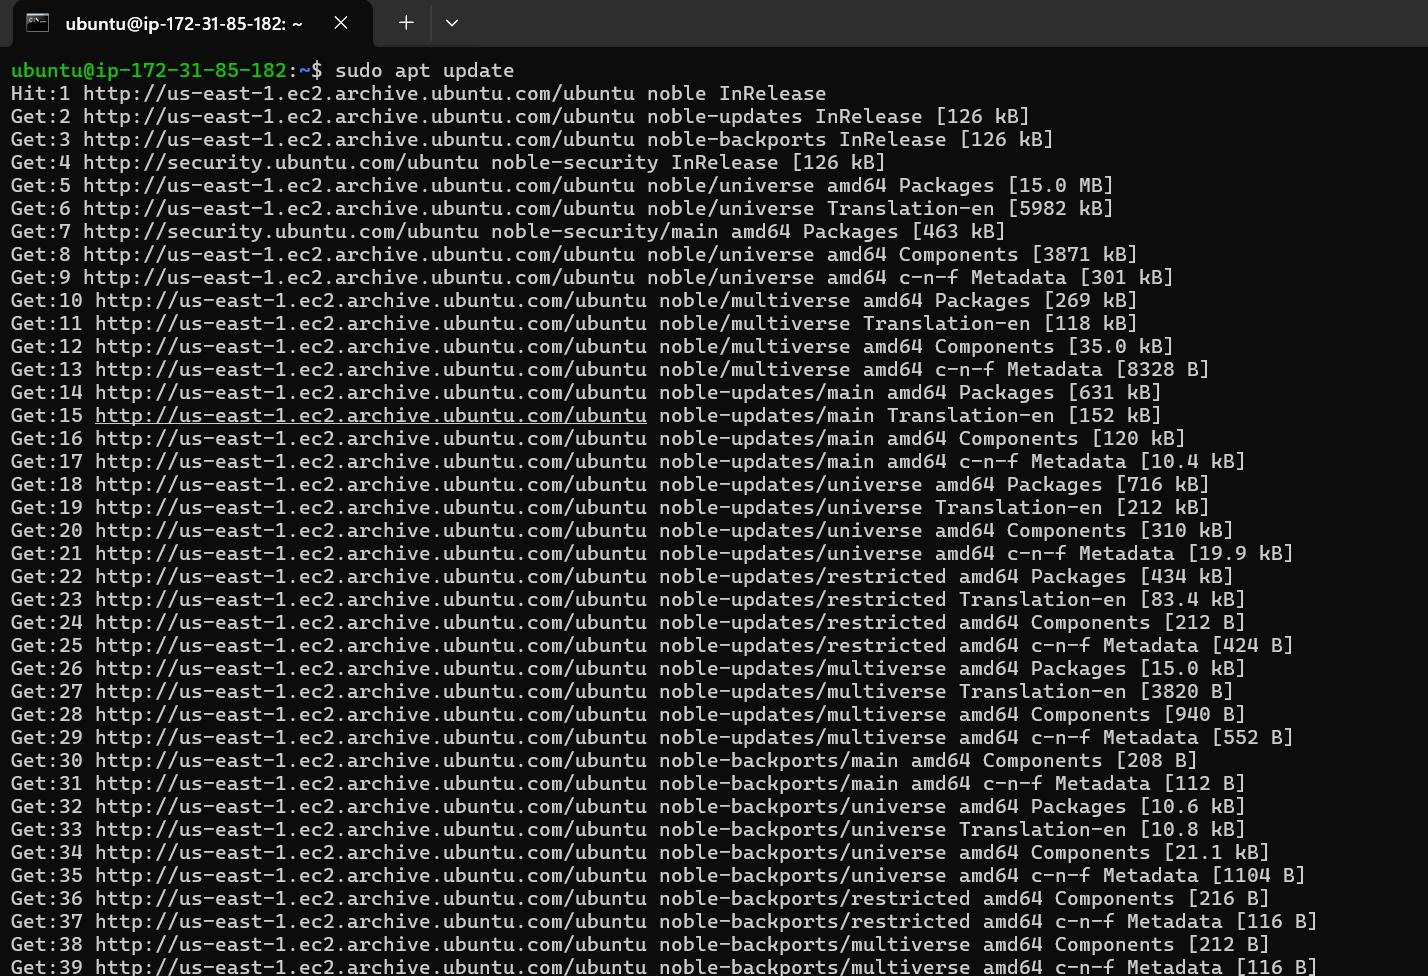 ubuntu@ip-172-31-85-182: ~
ubuntu@ip-172-31-85-182:~$ sudo apt update
Hit:1 http://us-east-1.ec2.archive.ubuntu.com/ubuntu noble InRelease
Get:2 http://us-east-1.ec2.archive.ubuntu.com/ubuntu noble-updates InRelease [126 kB]
Get:3 http://us-east-1.ec2.archive.ubuntu.com/ubuntu noble-backports InRelease [126 kB]
Get:4 http://security.ubuntu.com/ubuntu noble-security InRelease [126 kB]
Get:5 http://us-east-1.ec2.archive.ubuntu.com/ubuntu noble/universe amd64 Packages [15.0 MB]
Get:6 http://us-east-1.ec2.archive.ubuntu.com/ubuntu noble/universe Translation-en [5982 kB]
Get:7 http://security.ubuntu.com/ubuntu noble-security/main amd64 Packages [463 kB]
Get:8 http://us-east-1.ec2.archive.ubuntu.com/ubuntu noble/universe amd64 Components [3871 kB]
Get:9 http://us-east-1.ec2.archive.ubuntu.com/ubuntu noble/universe amd64 c-n-f Metadata [301 kB]
Get:10 http://us-east-1.ec2.archive.ubuntu.com/ubuntu noble/multiverse amd64 Packages [269 kB]
Get:11 http://us-east-1.ec2.archive.ubuntu.com/ubuntu noble/multiverse Translation-en [118 kB]
Get:12 http://us-east-1.ec2.archive.ubuntu.com/ubuntu noble/multiverse amd64 Components [35.0 kB]
Get:13 http://us-east-1.ec2.archive.ubuntu.com/ubuntu noble/multiverse amd64 c-n-f Metadata [8328 B]
Get:14 http://us-east-1.ec2.archive.ubuntu.com/ubuntu noble-updates/main amd64 Packages [631 kB]
Get:15 http://us-east-1.ec2.archive.ubuntu.com/ubuntu noble-updates/main Translation-en [152 kB]
Get:16 http://us-east-1.ec2.archive.ubuntu.com/ubuntu noble-updates/main amd64 Components [120 kB]
Get:17 http://us-east-1.ec2.archive.ubuntu.com/ubuntu noble-updates/main amd64 c-n-f Metadata [10.4 kB]
Get:18 http://us-east-1.ec2.archive.ubuntu.com/ubuntu noble-updates/universe amd64 Packages [716 kB]
Get:19 http://us-east-1.ec2.archive.ubuntu.com/ubuntu noble-updates/universe Translation-en [212 kB]
Get:20 http://us-east-1.ec2.archive.ubuntu.com/ubuntu noble-updates/universe amd64 Components [310 kB]
Get:21 http://us-east-1.ec2.archive.ubuntu.com/ubuntu noble-updates/universe amd64 c-n-f Metadata [19.9 kB]
Get:22 http://us-east-1.ec2.archive.ubuntu.com/ubuntu noble-updates/restricted amd64 Packages [434 kB]
Get:23 http://us-east-1.ec2.archive.ubuntu.com/ubuntu noble-updates/restricted Translation-en [83.4 kB]
Get:24 http://us-east-1.ec2.archive.ubuntu.com/ubuntu noble-updates/restricted amd64 Components [212 B]
Get:25 http://us-east-1.ec2.archive.ubuntu.com/ubuntu noble-updates/restricted amd64 c-n-f Metadata [424 B]
Get:26 http://us-east-1.ec2.archive.ubuntu.com/ubuntu noble-updates/multiverse amd64 Packages [15.0 kB]
Get:27 http://us-east-1.ec2.archive.ubuntu.com/ubuntu noble-updates/multiverse Translation-en [3820 B]
Get:28 http://us-east-1.ec2.archive.ubuntu.com/ubuntu noble-updates/multiverse amd64 Components [940 B]
Get:29 http://us-east-1.ec2.archive.ubuntu.com/ubuntu noble-updates/multiverse amd64 c-n-f Metadata [552 B]
Get:30 http://us-east-1.ec2.archive.ubuntu.com/ubuntu noble-backports/main amd64 Components [208 B]
Get:31 http://us-east-1.ec2.archive.ubuntu.com/ubuntu noble-backports/main amd64 c-n-f Metadata [112 B]
Get:32 http://us-east-1.ec2.archive.ubuntu.com/ubuntu noble-backports/universe amd64 Packages [10.6 kB]
Get:33 http://us-east-1.ec2.archive.ubuntu.com/ubuntu noble-backports/universe Translation-en [10.8 kB]
Get:34 http://us-east-1.ec2.archive.ubuntu.com/ubuntu noble-backports/universe amd64 Components [21.1 kB]
Get:35 http://us-east-1.ec2.archive.ubuntu.com/ubuntu noble-backports/universe amd64 c-n-f Metadata [1104 B]
Get:36 http://us-east-1.ec2.archive.ubuntu.com/ubuntu noble-backports/restricted amd64 Components [216 B]
Get:37 http://us-east-1.ec2.archive.ubuntu.com/ubuntu noble-backports/restricted amd64 c-n-f Metadata [116 B]
Get:38 http://us-east-1.ec2.archive.ubuntu.com/ubuntu noble-backports/multiverse amd64 Components [212 B]
Get:39 http://us-east-1.ec2.archive.ubuntu.com/ubuntu noble-backports/multiverse amd64 c-n-f Metadata [116 B]